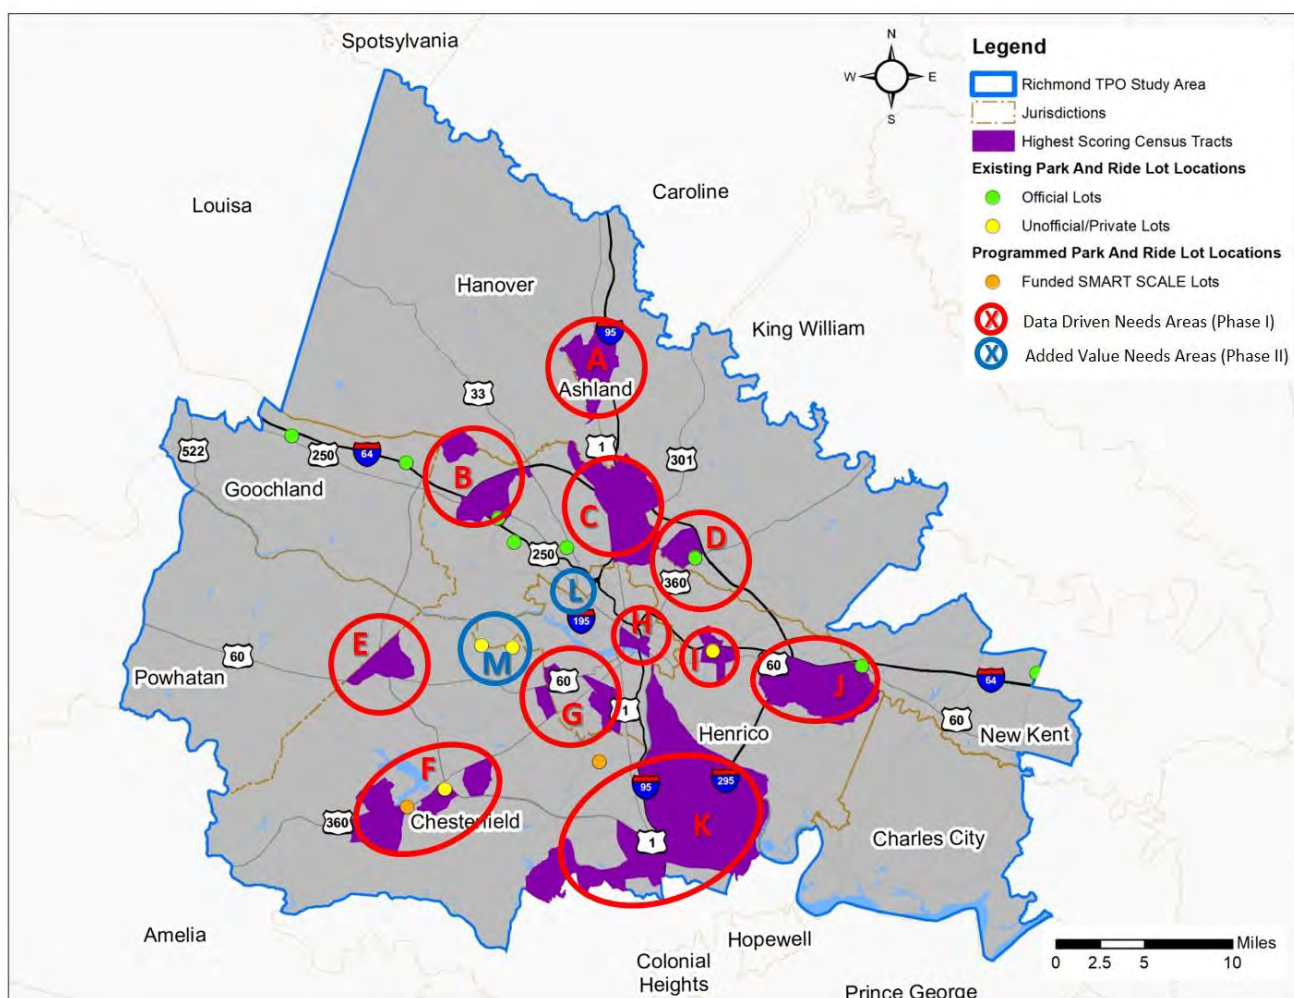 Spotsylvania
N
W
E
S
Legend
Richmond TPO Study Area
Jurisdictions
Highest Scoring Census Tracts
Existing Park And Ride Lot Locations
Official Lots
Unofficial/Private Lots
Programmed Park And Ride Lot Locations
Funded SMART SCALE Lots
X Data Driven Needs Areas (Phase I)
X Added Value Needs Areas (Phase II)
Louisa
Caroline
Hanover
King William
95
A
Ashland
33
522
250
64
1
301
B
Goochland
C
D
250
360
L
195
H
E
60
Powhatan
M
I
60
J
64
60
G
1
60
Henrico
New Kent
F
95
295
360
Chesterfield
K
1
Charles City
Amelia
Hopewell
Colonial
Heights
Prince George
Miles
0 2.5 5 10